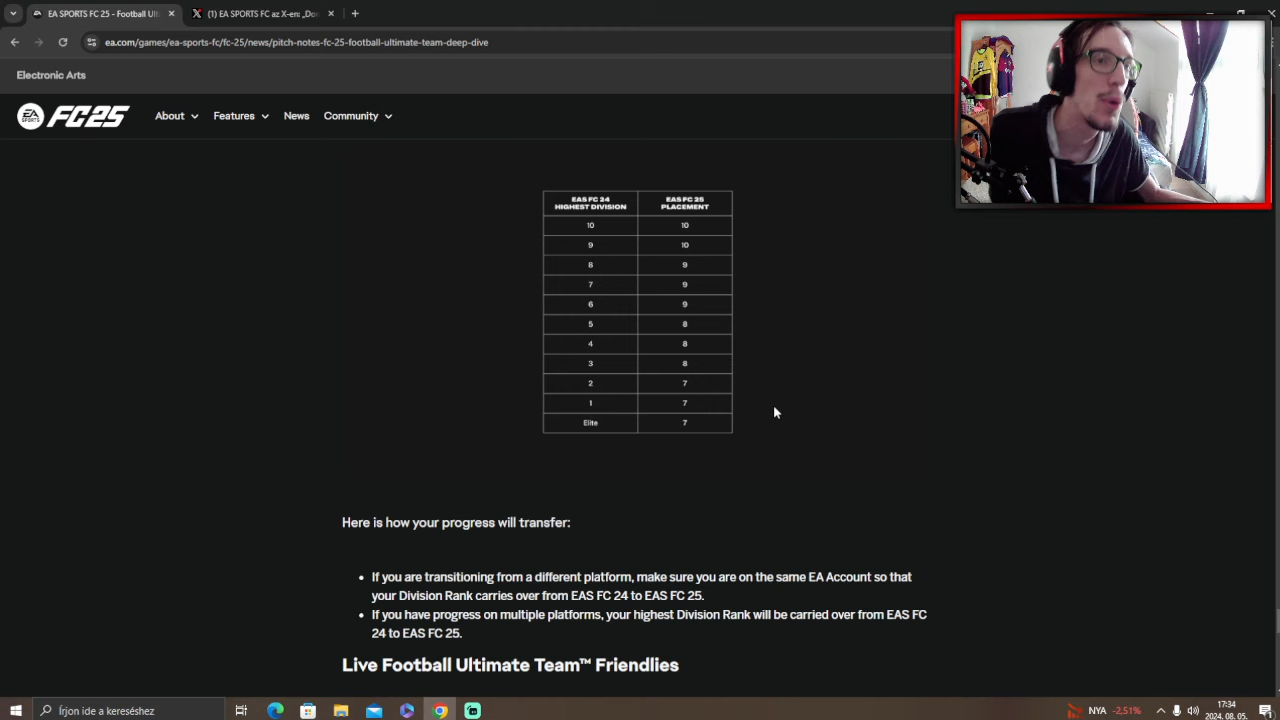 EA SPORTS FC 25 - Football Ult
(1) EA SPORTS FC az X-en: „Do
ea.com/games/ea-sports-fc/fc-25/news/pitch-notes-fc-25-football-ultimate-team-deep-dive
Electronic Arts
EA SPORTS FC25
About Features News Community
EAS FC 24 HIGHEST DIVISION EAS FC 25 PLACEMENT
10 10
9 10
8 9
7 9
6 9
5 8
4 8
3 8
2 7
1 7
Elite 7
Here is how your progress will transfer:
• If you are transitioning from a different platform, make sure you are on the same EA Account so that
your Division Rank carries over from EAS FC 24 to EAS FC 25.
• If you have progress on multiple platforms, your highest Division Rank will be carried over from EAS FC
24 to EAS FC 25.
Live Football Ultimate Team™ Friendlies
Írjon ide a kereséshez
NYA -2,51%
17:34
2024. 08. 05.